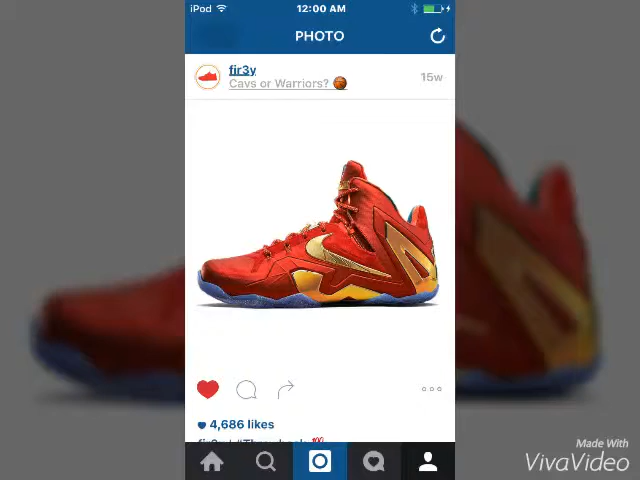 iPod 12:00 AM
PHOTO
fir3y
Cavs or Warriors? 🏀
15w
4,686 likes
Made With
VivaVideo